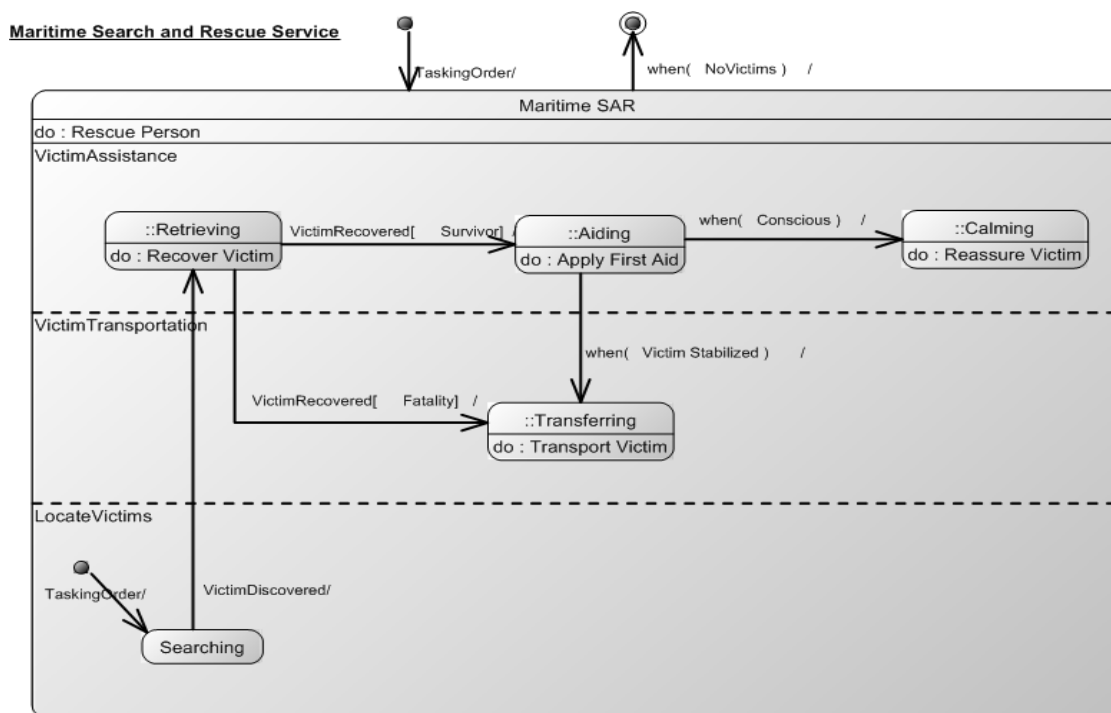 Maritime Search and Rescue Service
TaskingOrder/
when( NoVictims ) /
Maritime SAR
do : Rescue Person
VictimAssistance
::Retrieving
do : Recover Victim
VictimRecovered[ Survivor] /
::Aiding
do : Apply First Aid
when( Conscious ) /
::Calming
do : Reassure Victim
VictimTransportation
when( Victim Stabilized ) /
VictimRecovered[ Fatality] /
::Transferring
do : Transport Victim
LocateVictims
TaskingOrder/
VictimDiscovered/
Searching